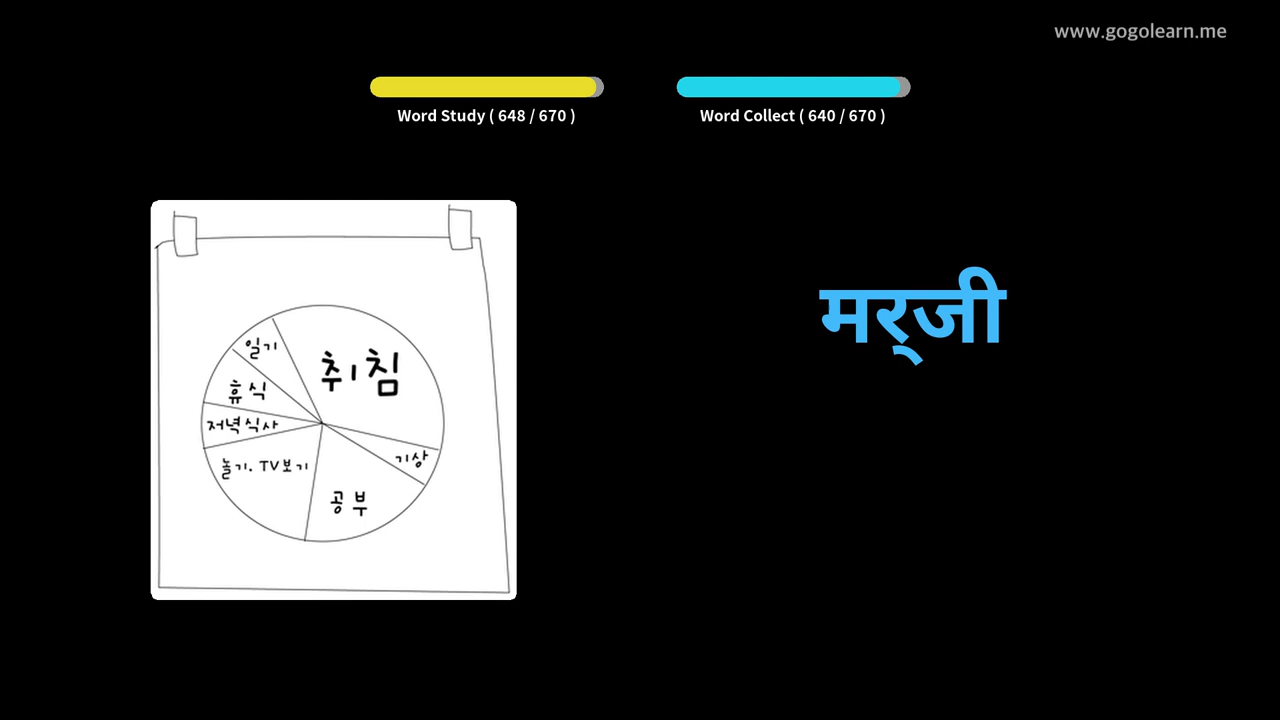 www.gogolearn.me
Word Study ( 648 / 670 )
Word Collect ( 640 / 670 )
일기
취침
휴식
저녁식사
놀기. TV보기
기상
공부
मर्‌जी